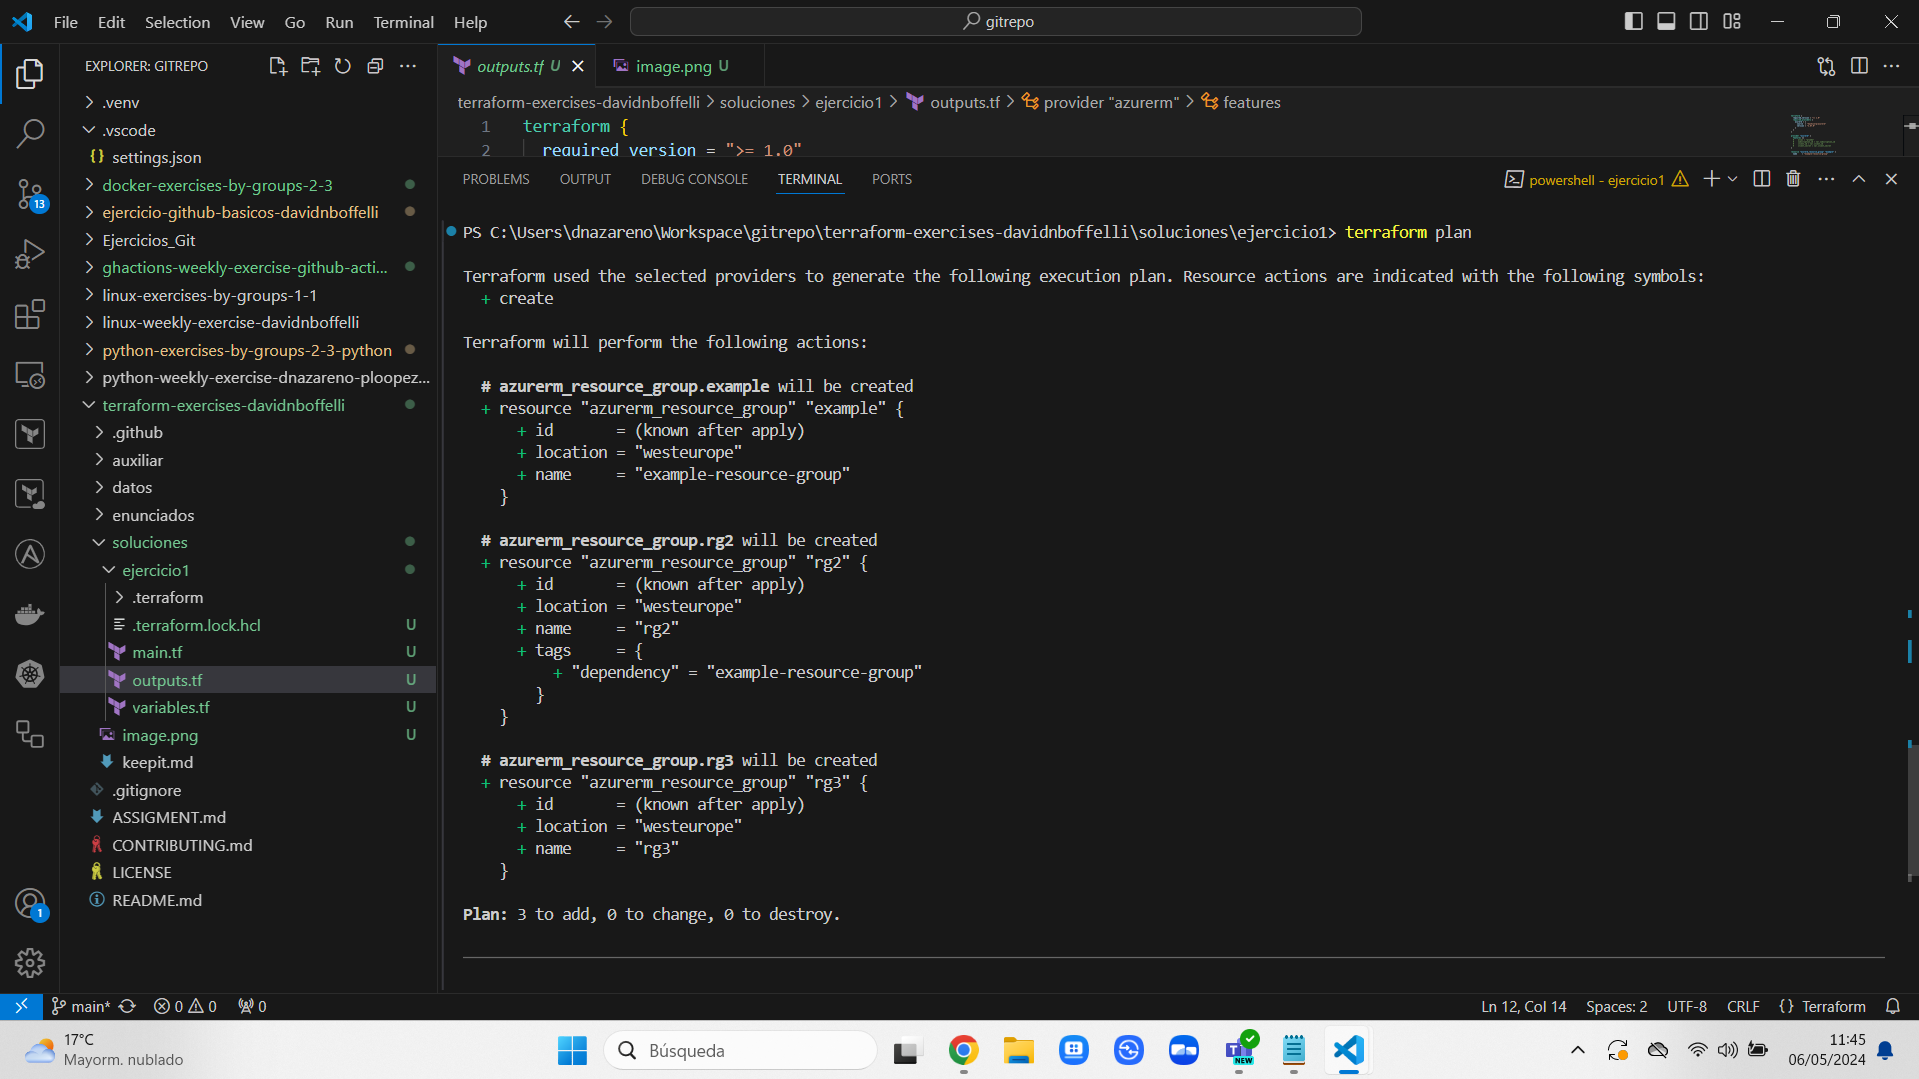 File Edit Selection View Go Run Terminal Help
gitrepo
EXPLORER: GITREPO
.venv
.vscode
settings.json
docker-exercises-by-groups-2-3
ejercicio-github-basicos-davidnboffelli
Ejercicios_Git
ghactions-weekly-exercise-github-acti...
linux-exercises-by-groups-1-1
linux-weekly-exercise-davidnboffelli
python-exercises-by-groups-2-3-python
python-weekly-exercise-dnazareno-ploopez...
terraform-exercises-davidnboffelli
.github
auxiliar
datos
enunciados
soluciones
ejercicio1
.terraform
.terraform.lock.hcl U
main.tf U
outputs.tf U
variables.tf U
image.png U
keepit.md
.gitignore
ASSIGMENT.md
CONTRIBUTING.md
LICENSE
README.md
13
1
outputs.tf U
image.png U
terraform-exercises-davidnboffelli > soluciones > ejercicio1 > outputs.tf > provider "azurerm" > features
1 terraform {
2 required_version = ">= 1.0"
PROBLEMS OUTPUT DEBUG CONSOLE TERMINAL PORTS
powershell - ejercicio1
PS C:\Users\dnazareno\Workspace\gitrepo\terraform-exercises-davidnboffelli\soluciones\ejercicio1> terraform plan
Terraform used the selected providers to generate the following execution plan. Resource actions are indicated with the following symbols:
+ create
Terraform will perform the following actions:
# azurerm_resource_group.example will be created
+ resource "azurerm_resource_group" "example" {
+ id = (known after apply)
+ location = "westeurope"
+ name = "example-resource-group"
}
# azurerm_resource_group.rg2 will be created
+ resource "azurerm_resource_group" "rg2" {
+ id = (known after apply)
+ location = "westeurope"
+ name = "rg2"
+ tags = {
+ "dependency" = "example-resource-group"
}
}
# azurerm_resource_group.rg3 will be created
+ resource "azurerm_resource_group" "rg3" {
+ id = (known after apply)
+ location = "westeurope"
+ name = "rg3"
}
Plan: 3 to add, 0 to change, 0 to destroy.
main* 0 0 0
Ln 12, Col 14 Spaces: 2 UTF-8 CRLF {} Terraform
17°C
Mayorm. nublado
Búsqueda
NEW
11:45
06/05/2024